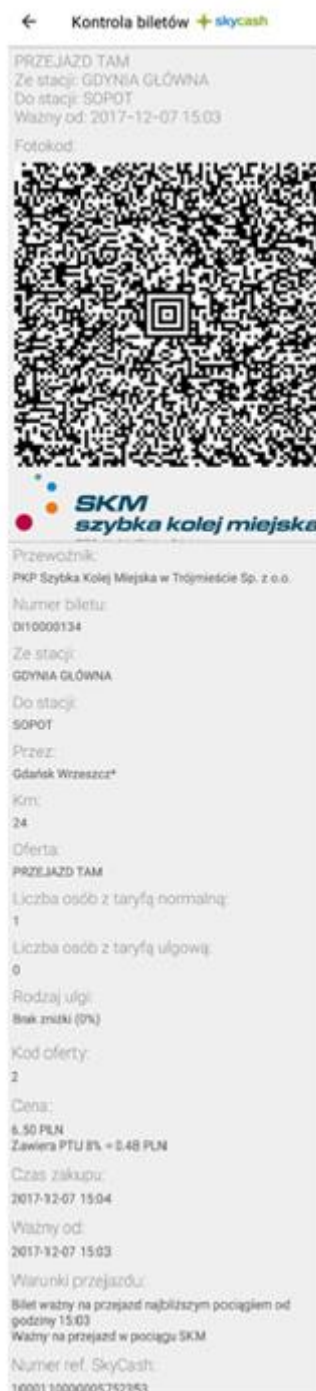 Kontrola biletów skycash
PRZEJAZD TAM
Ze stacji: GDYNIA GŁÓWNA
Do stacji: SOPOT
Ważny od: 2017-12-07 15:03
Fotokod:
SKM
szybka kolej miejska
Przewoźnik:
PKP Szybka Kolej Miejska w Trójmieście Sp. z o.o.
Numer biletu:
DI10000134
Ze stacji:
GDYNIA GŁÓWNA
Do stacji:
SOPOT
Przez:
Gdańsk Wrzeszcz*
Km:
24
Oferta:
PRZEJAZD TAM
Liczba osób z taryfą normalną:
1
Liczba osób z taryfą ulgową:
0
Rodzaj ulgi:
Brak zniżki (0%)
Kod oferty:
2
Cena:
6.50 PLN
Zawiera PTU 8% = 0.48 PLN
Czas zakupu:
2017-12-07 15:04
Ważny od:
2017-12-07 15:03
Warunki przejazdu:
Bilet ważny na przejazd najbliższym pociągiem od
godziny 15:03
Ważny na przejazd w pociągu SKM
Numer ref. SkyCash: